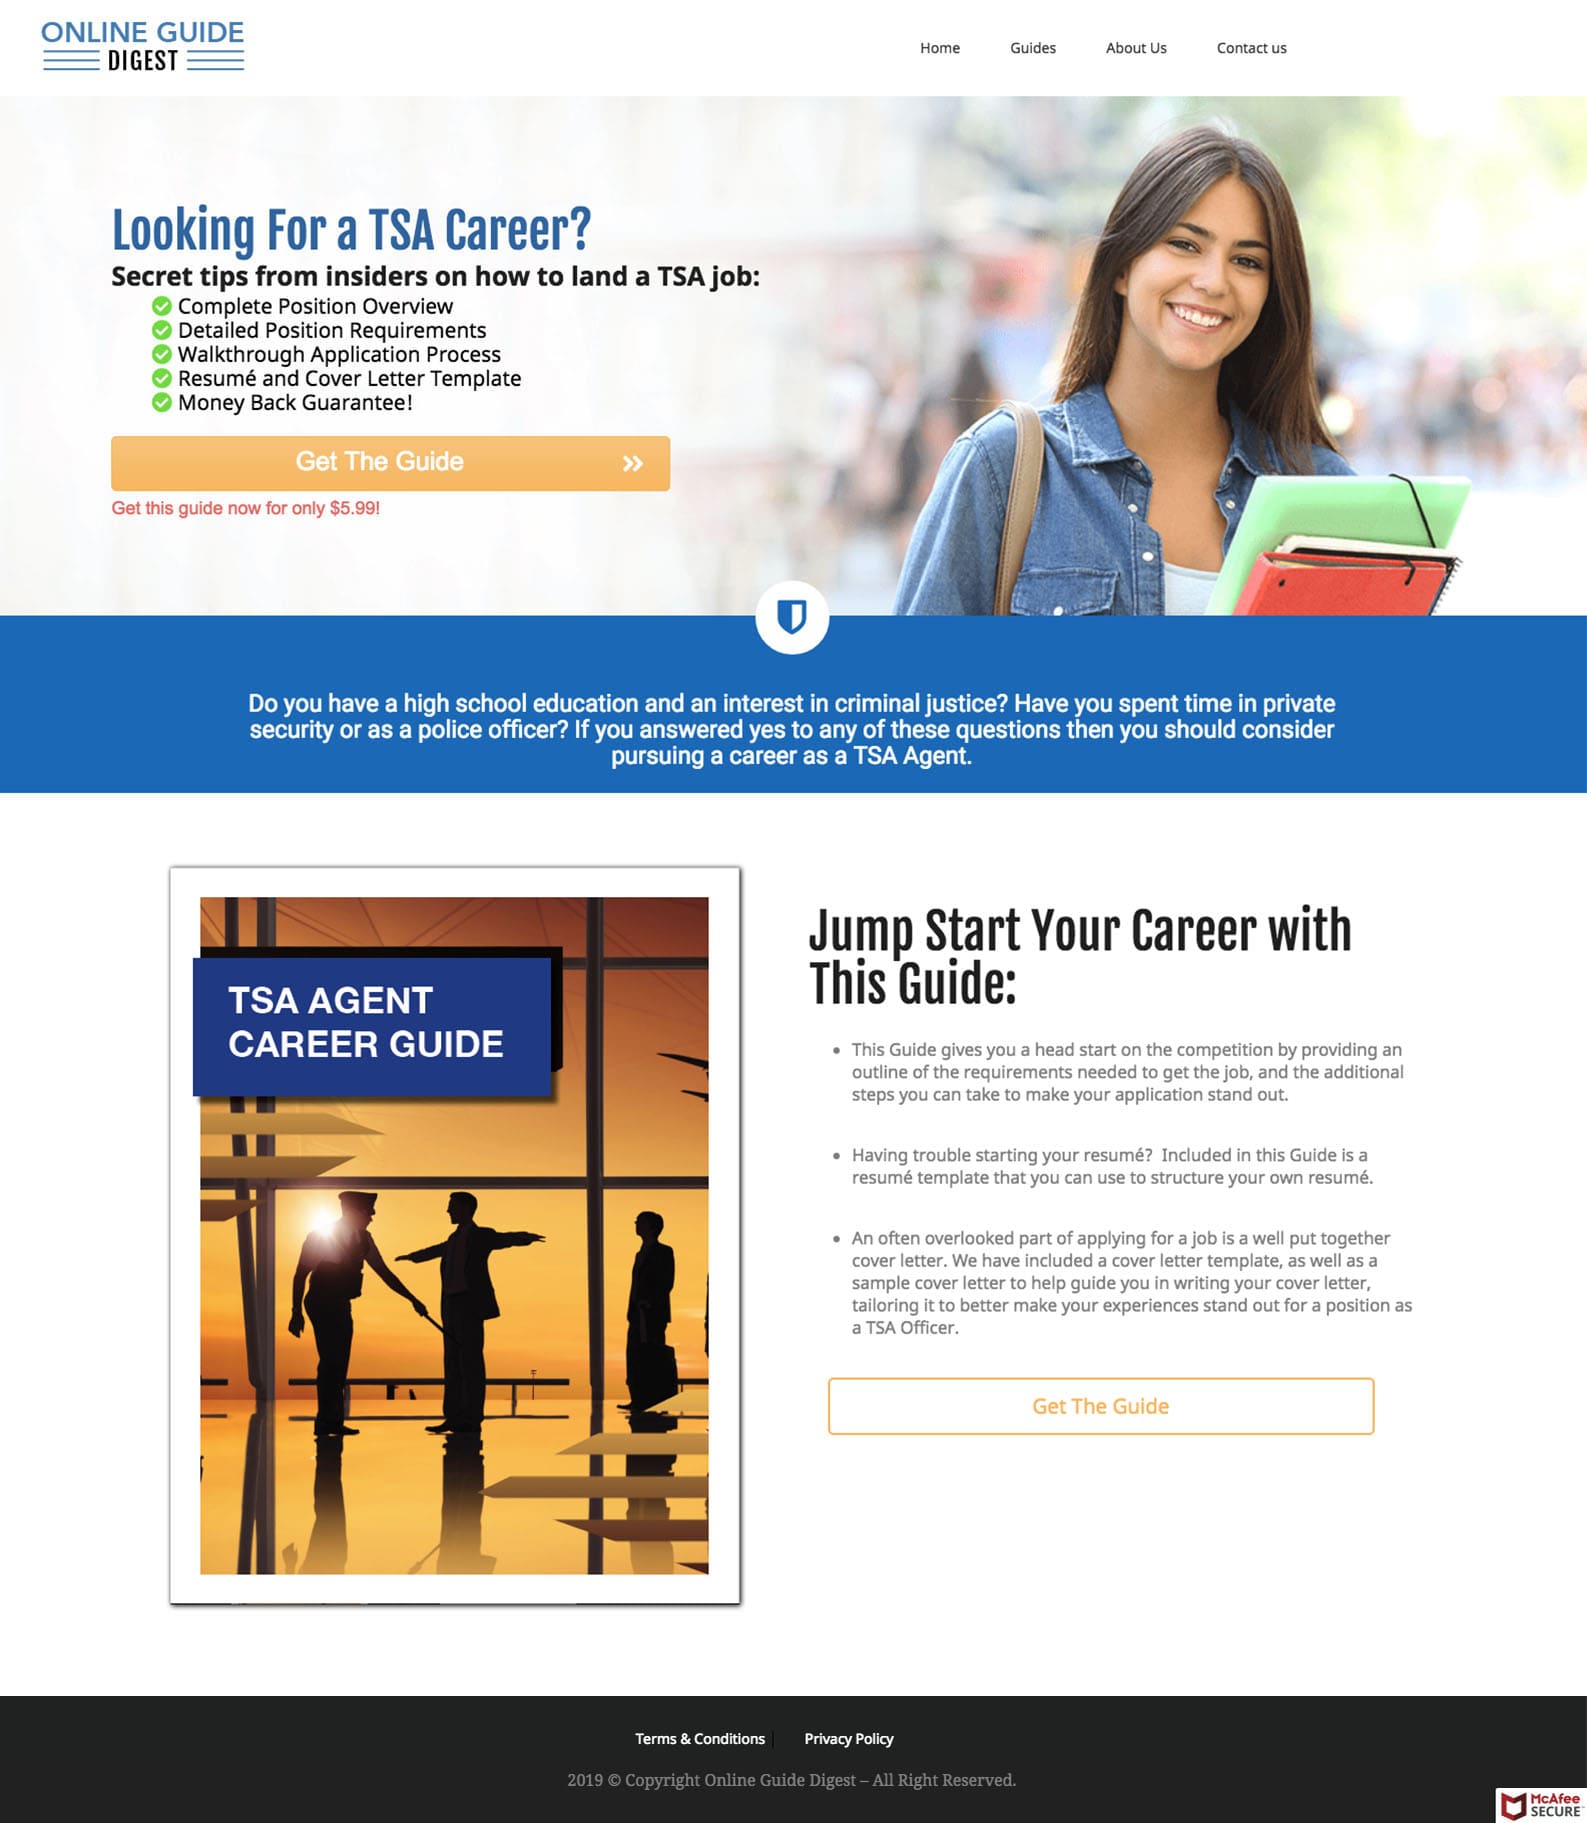 ONLINE GUIDE
DIGEST
Home
Guides
About Us
Contact us
Looking For a TSA Career?
Secret tips from insiders on how to land a TSA job:
Complete Position Overview
Detailed Position Requirements
Walkthrough Application Process
Resumé and Cover Letter Template
Money Back Guarantee!
Get The Guide
Get this guide now for only $5.99!
Do you have a high school education and an interest in criminal justice? Have you spent time in private
security or as a police officer? If you answered yes to any of these questions then you should consider
pursuing a career as a TSA Agent.
TSA AGENT
CAREER GUIDE
Jump Start Your Career with
This Guide:
This Guide gives you a head start on the competition by providing an
outline of the requirements needed to get the job, and the additional
steps you can take to make your application stand out.
Having trouble starting your resumé?  Included in this Guide is a
resumé template that you can use to structure your own resumé.
An often overlooked part of applying for a job is a well put together
cover letter. We have included a cover letter template, as well as a
sample cover letter to help guide you in writing your cover letter,
tailoring it to better make your experiences stand out for a position as
a TSA Officer.
Get The Guide
Terms & Conditions |
Privacy Policy
2019 © Copyright Online Guide Digest – All Right Reserved.
McAfee
SECURE